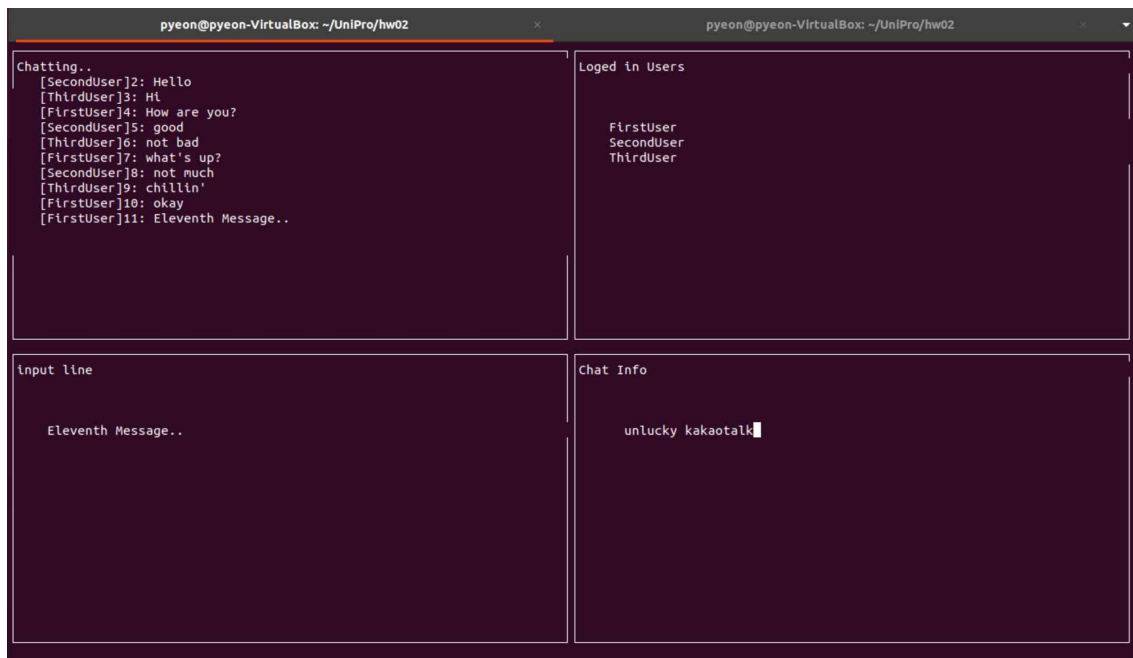 pyeon@pyeon-VirtualBox: ~/UniPro/hw02
pyeon@pyeon-VirtualBox: ~/UniPro/hw02
Chatting..
[SecondUser]2: Hello
[ThirdUser]3: Hi
[FirstUser]4: How are you?
[SecondUser]5: good
[ThirdUser]6: not bad
[FirstUser]7: what's up?
[SecondUser]8: not much
[ThirdUser]9: chillin'
[FirstUser]10: okay
[FirstUser]11: Eleventh Message..
Loged in Users
FirstUser
SecondUser
ThirdUser
input line
Eleventh Message..
Chat Info
unlucky kakaotalk